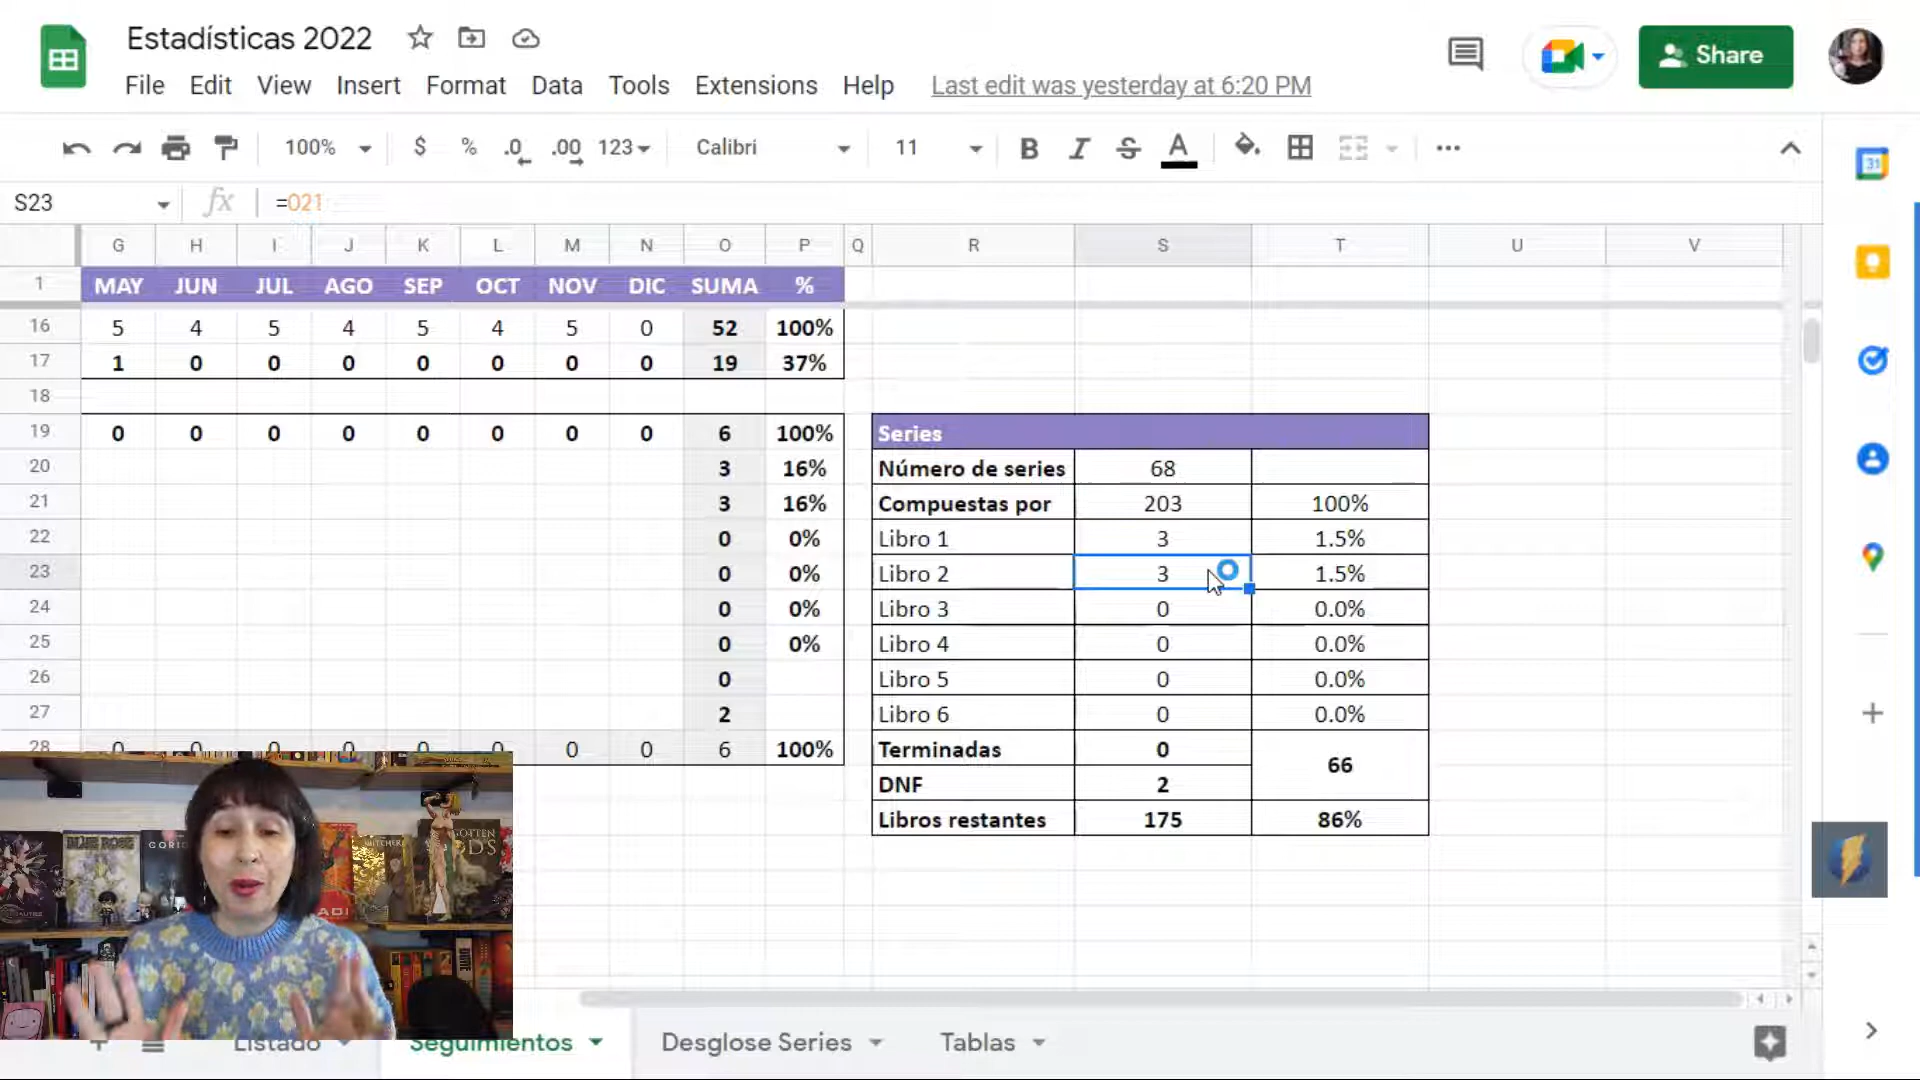 Estadísticas 2022
File Edit View Insert Format Data Tools Extensions Help Last edit was yesterday at 6:20 PM
Share
100% $ % .0 .00 123 Calibri 11 B I S A
31
S23 fx =O21
G H I J K L M N O P Q R S T U V
1 MAY JUN JUL AGO SEP OCT NOV DIC SUMA %
16 5 4 5 4 5 4 5 0 52 100%
17 1 0 0 0 0 0 0 0 19 37%
18
19 0 0 0 0 0 0 0 0 6 100% Series
20 3 16% Número de series 68
21 3 16% Compuestas por 203 100%
22 0 0% Libro 1 3 1.5%
23 0 0% Libro 2 3 1.5%
24 0 0% Libro 3 0 0.0%
25 0 0% Libro 4 0 0.0%
26 0 Libro 5 0 0.0%
27 2 Libro 6 0 0.0%
28 0 0 0 0 0 0 0 0 6 100% Terminadas 0 66
DNF 2
Libros restantes 175 86%
BLUE ROSE
Listado Seguimientos Desglose Series Tablas